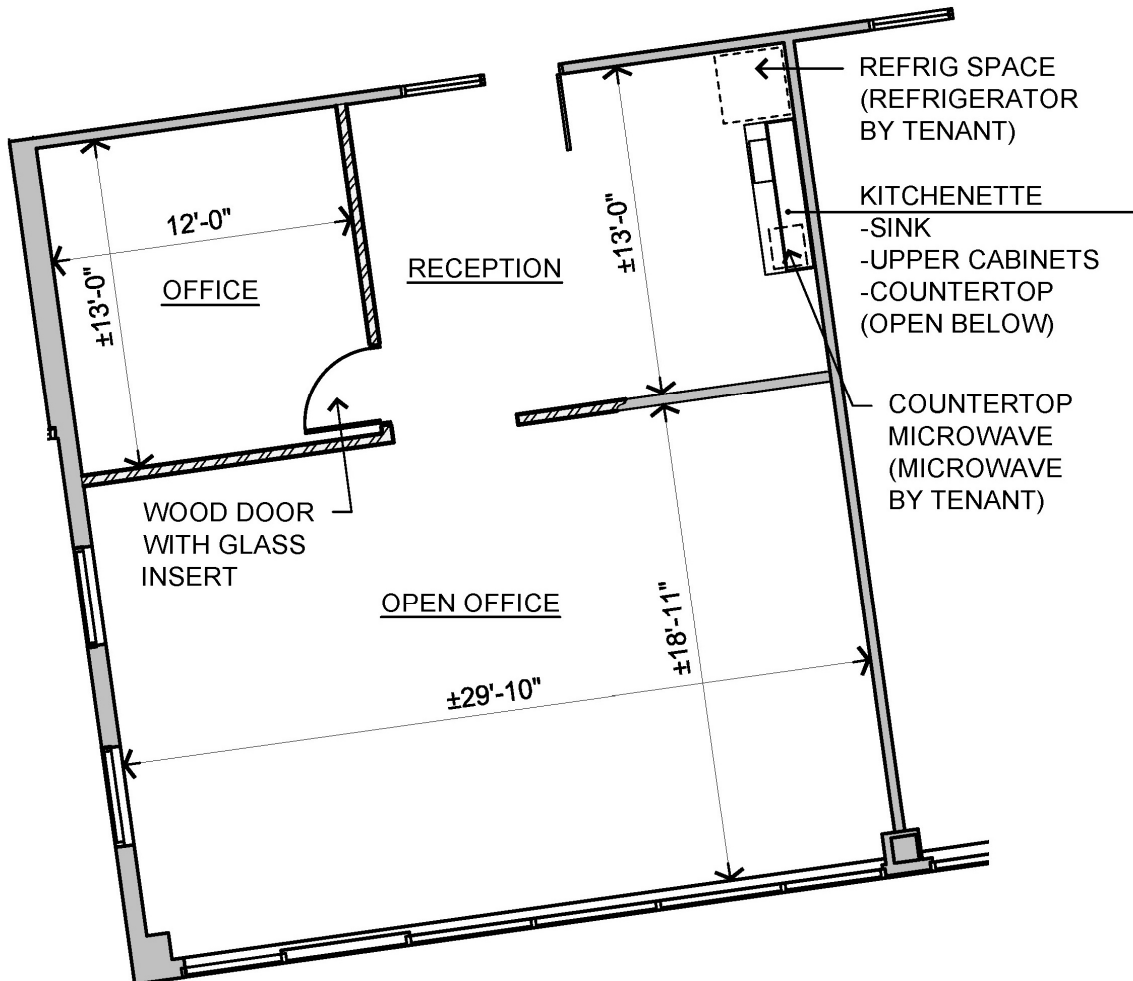 REFRIG SPACE
(REFRIGERATOR
BY TENANT)
KITCHENETTE
-SINK
-UPPER CABINETS
-COUNTERTOP
(OPEN BELOW)
COUNTERTOP
MICROWAVE
(MICROWAVE
BY TENANT)
12'-0"
±13'-0"
OFFICE
RECEPTION
±13'-0"
WOOD DOOR
WITH GLASS
INSERT
OPEN OFFICE
±18'-11"
±29'-10"